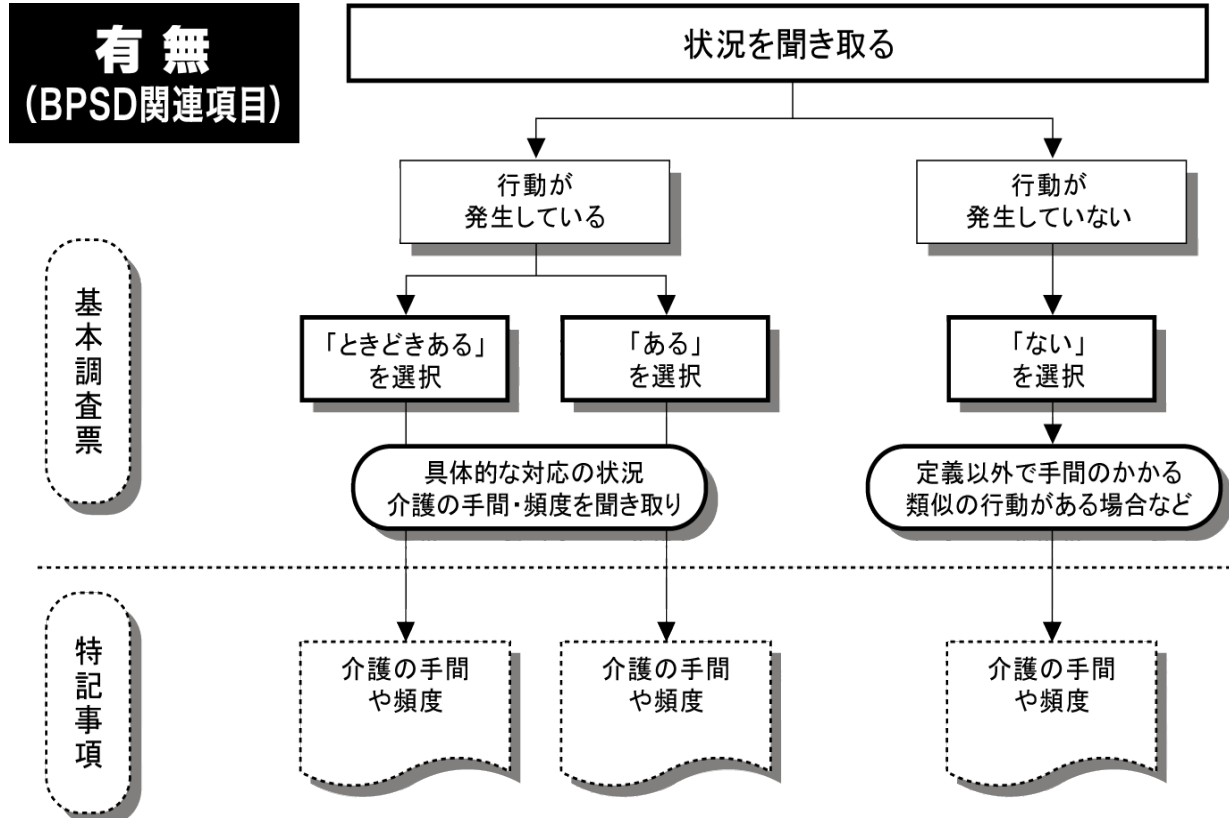 有無
(BPSD関連項目)
状況を聞き取る
行動が
発生している
行動が
発生していない
基本調査票
「ときどきある」
を選択
「ある」
を選択
「ない」
を選択
具体的な対応の状況
介護の手間・頻度を聞き取り
定義以外で手間のかかる
類似の行動がある場合など
特記事項
介護の手間
や頻度
介護の手間
や頻度
介護の手間
や頻度